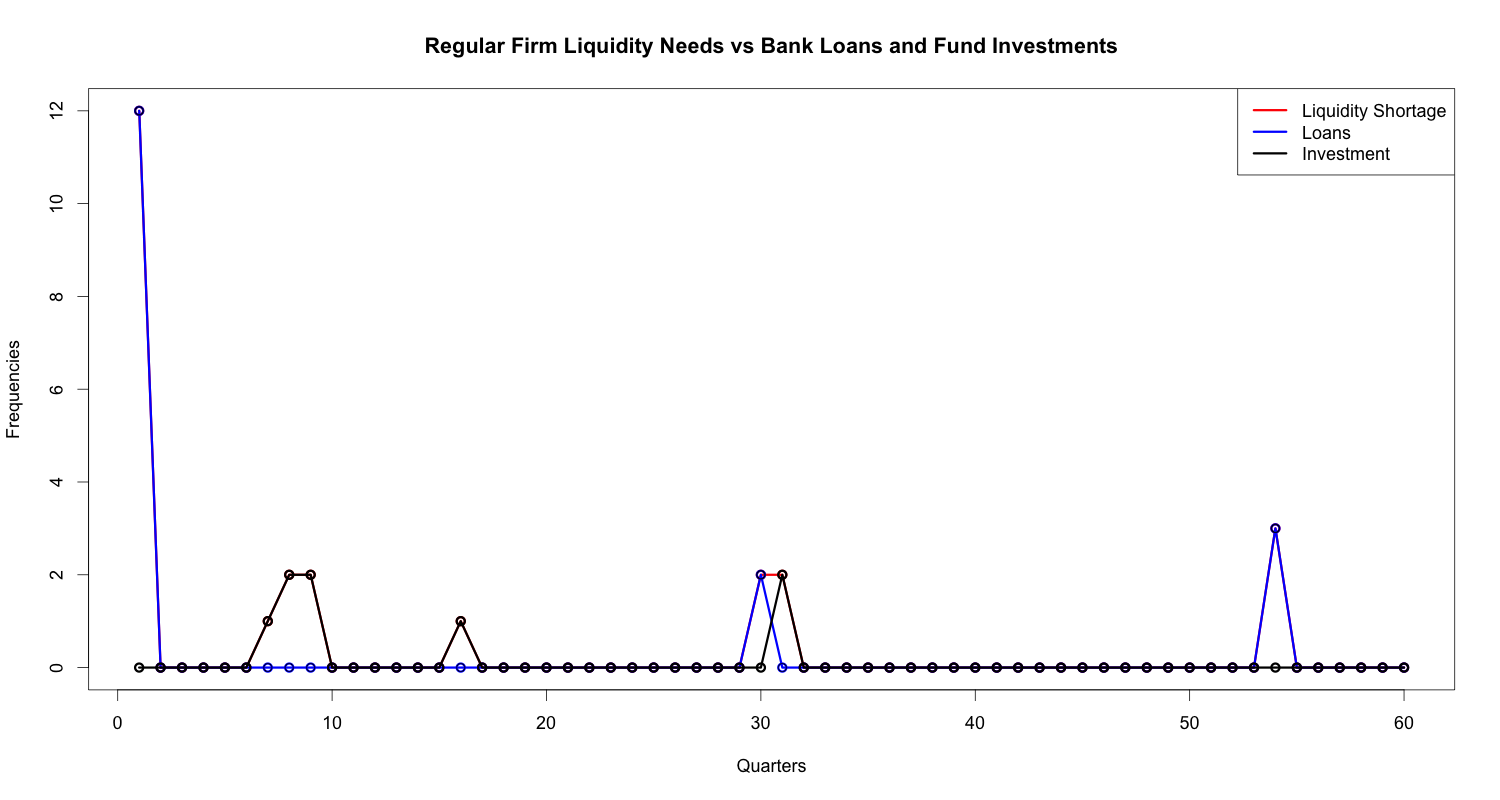 Regular Firm Liquidity Needs vs Bank Loans and Fund Investments
Liquidity Shortage
Loans
Investment
Frequencies
12
10
8
6
4
2
0
0 10 20 30 40 50 60
Quarters